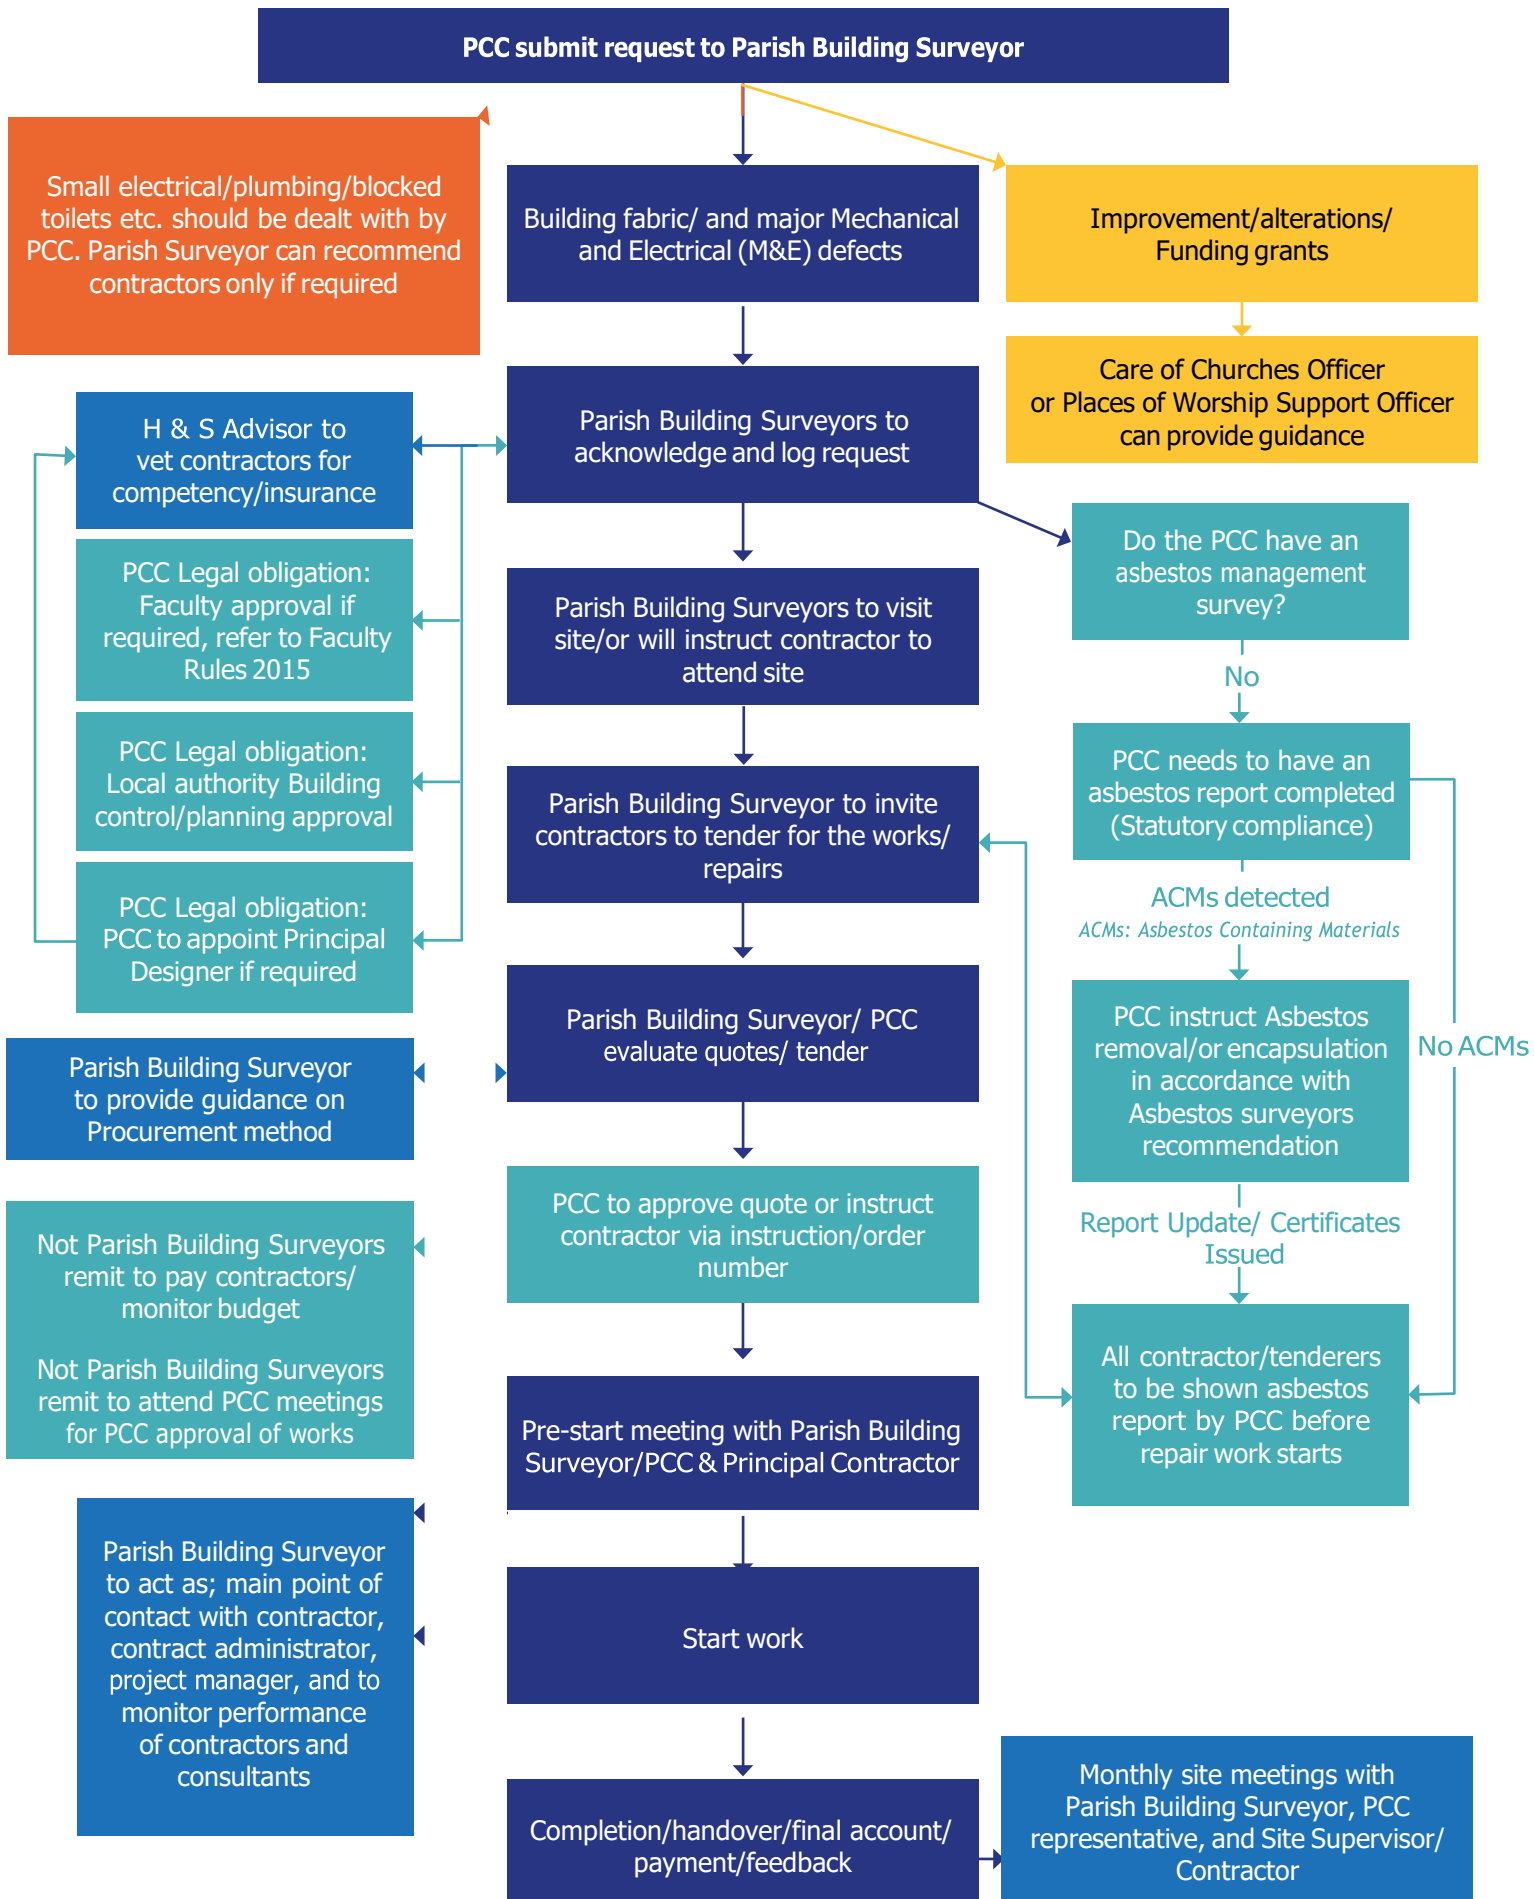 PCC submit request to Parish Building Surveyor
Small electrical/plumbing/blocked
toilets etc. should be dealt with by
PCC. Parish Surveyor can recommend
contractors only if required
Building fabric/ and major Mechanical
and Electrical (M&E) defects
Improvement/alterations/
Funding grants
Care of Churches Officer
or Places of Worship Support Officer
can provide guidance
H & S Advisor to
vet contractors for
competency/insurance
Parish Building Surveyors to
acknowledge and log request
PCC Legal obligation:
Faculty approval if
required, refer to Faculty
Rules 2015
Parish Building Surveyors to visit
site/or will instruct contractor to
attend site
Do the PCC have an
asbestos management
survey?
No
PCC Legal obligation:
Local authority Building
control/planning approval
Parish Building Surveyor to invite
contractors to tender for the works/
repairs
PCC needs to have an
asbestos report completed
(Statutory compliance)
ACMs detected
ACMs: Asbestos Containing Materials
PCC Legal obligation:
PCC to appoint Principal
Designer if required
Parish Building Surveyor/ PCC
evaluate quotes/ tender
PCC instruct Asbestos
removal/or encapsulation
in accordance with
Asbestos surveyors
recommendation
No ACMs
Parish Building Surveyor
to provide guidance on
Procurement method
PCC to approve quote or instruct
contractor via instruction/order
number
Report Update/ Certificates
Issued
Not Parish Building Surveyors
remit to pay contractors/
monitor budget
Not Parish Building Surveyors
remit to attend PCC meetings
for PCC approval of works
Pre-start meeting with Parish Building
Surveyor/PCC & Principal Contractor
All contractor/tenderers
to be shown asbestos
report by PCC before
repair work starts
Parish Building Surveyor
to act as; main point of
contact with contractor,
contract administrator,
project manager, and to
monitor performance
of contractors and
consultants
Start work
Completion/handover/final account/
payment/feedback
Monthly site meetings with
Parish Building Surveyor, PCC
representative, and Site Supervisor/
Contractor